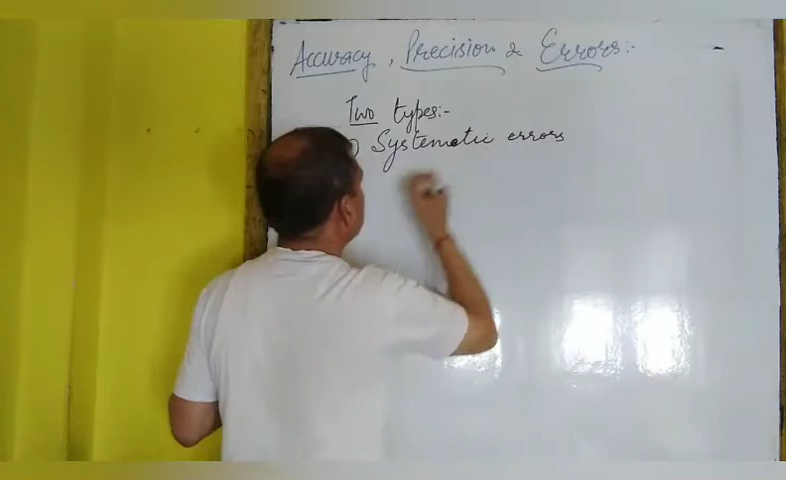 Accuracy, Precision & Errors:-
Two types:-
) Systematic errors